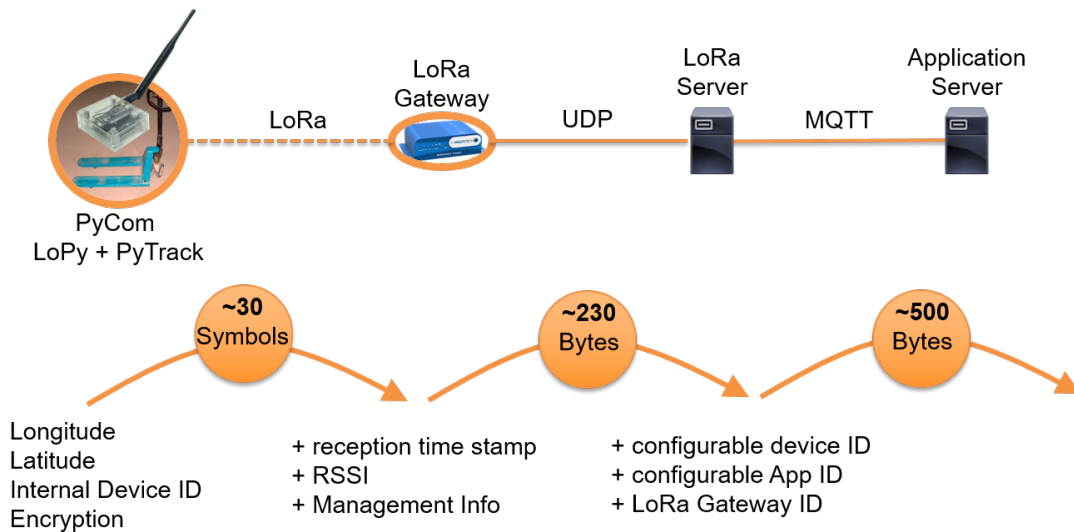 LoRa
Gateway
LoRa
Server
Application
Server
LoRa
UDP
MQTT
PyCom
LoPy + PyTrack
~30
Symbols
~230
Bytes
~500
Bytes
Longitude
Latitude
Internal Device ID
Encryption
+ reception time stamp
+ RSSI
+ Management Info
+ configurable device ID
+ configurable App ID
+ LoRa Gateway ID